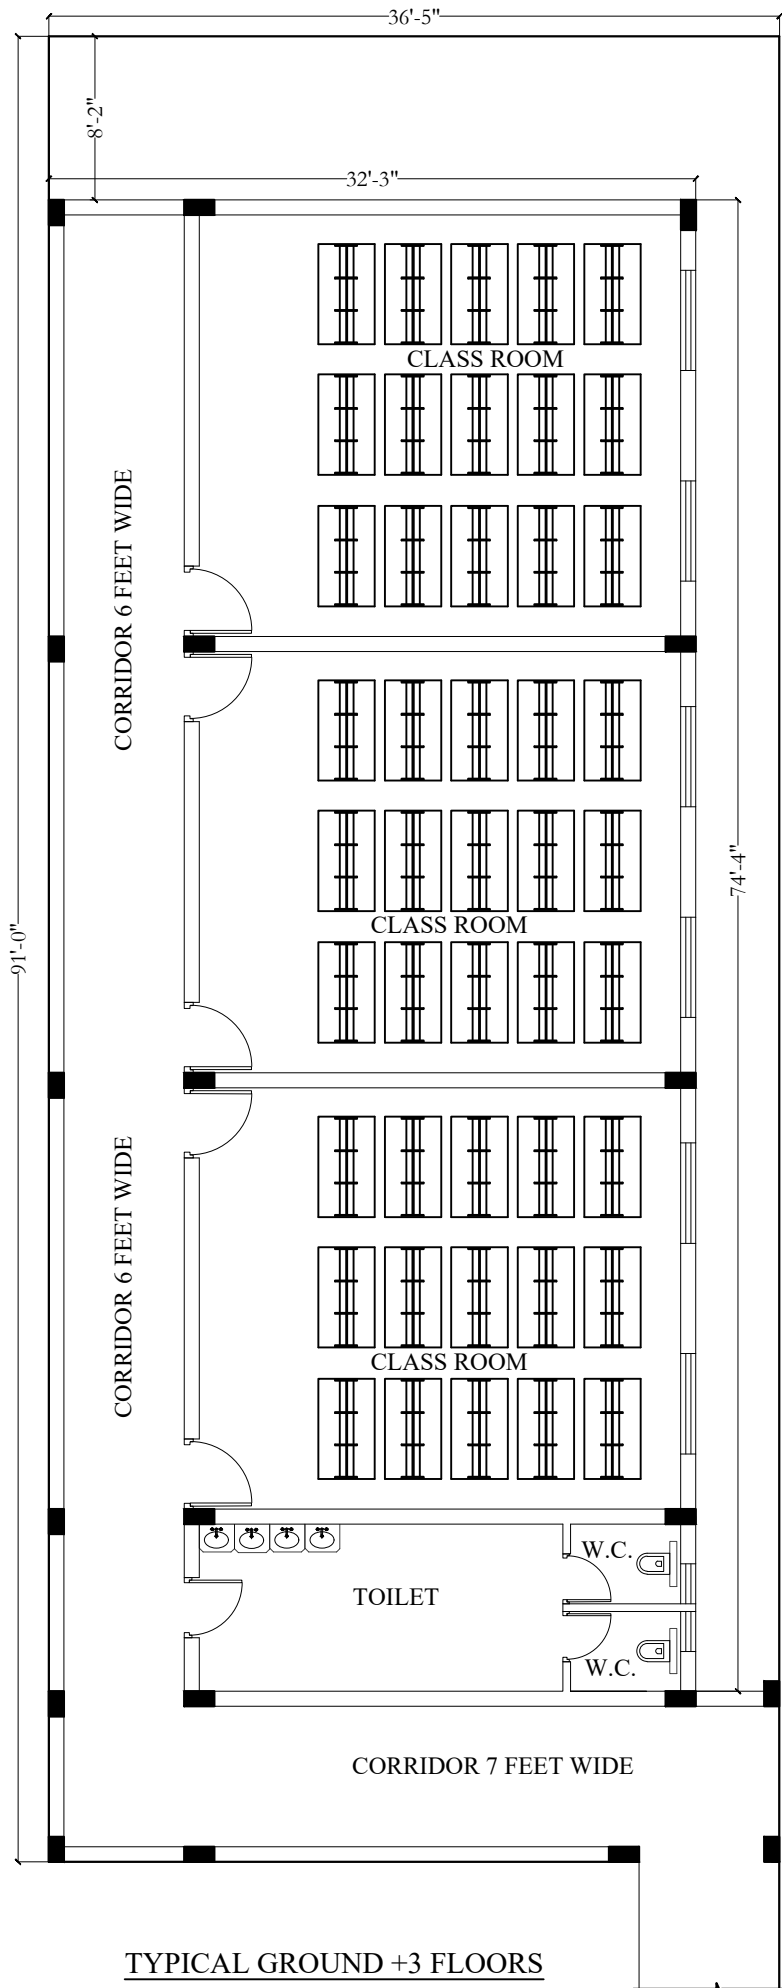 36'-5"
8'-2"
32'-3"
CLASS ROOM
CORRIDOR 6 FEET WIDE
74'-4"
CLASS ROOM
91'-0"
CORRIDOR 6 FEET WIDE
CLASS ROOM
W.C.
TOILET
W.C.
CORRIDOR 7 FEET WIDE
TYPICAL GROUND +3 FLOORS